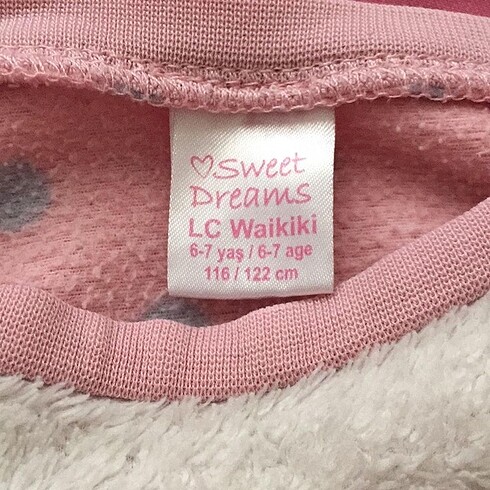 ♡Sweet
Dreams
LC Waikiki
6-7 yaş / 6-7 age
116 / 122 cm